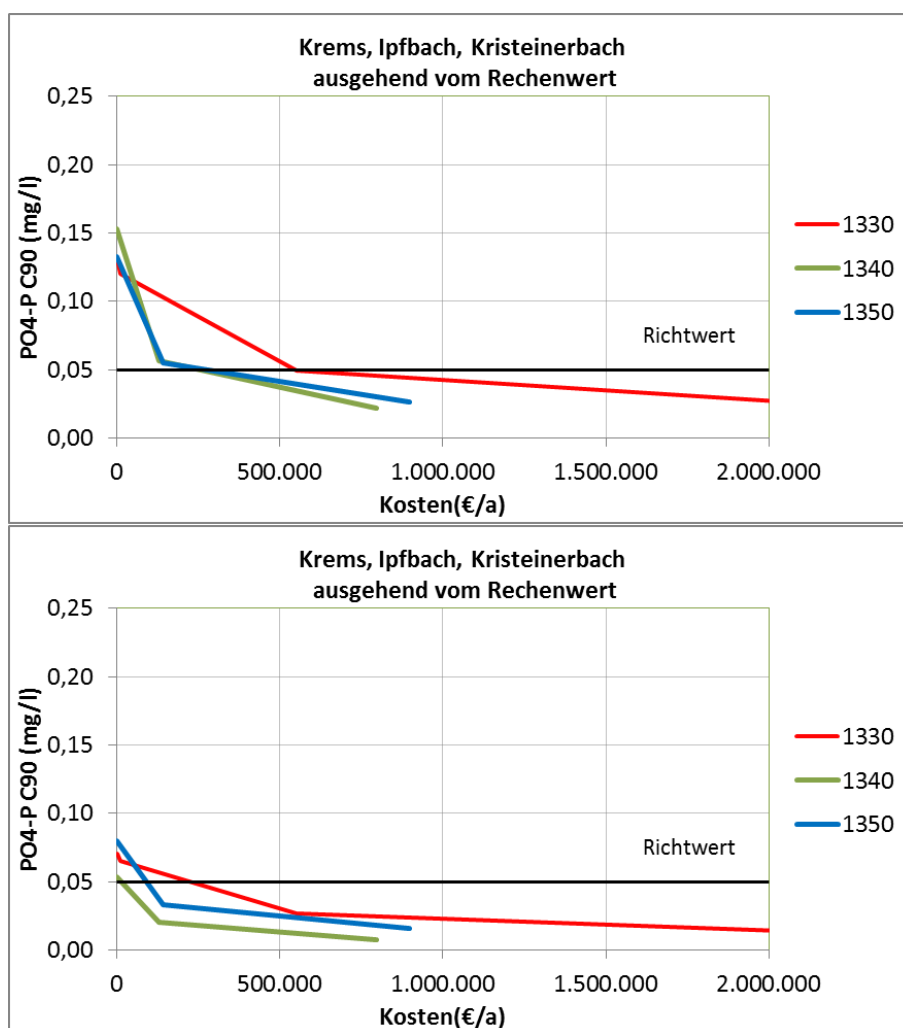 Krems, Ipfbach, Kristeinerbach
ausgehend vom Rechenwert
PO4-P C90 (mg/l)
0,25
0,20
0,15
0,10
0,05
0,00
Richtwert
1330
1340
1350
0
500.000
1.000.000
1.500.000
2.000.000
Kosten(€/a)
Krems, Ipfbach, Kristeinerbach
ausgehend vom Rechenwert
PO4-P C90 (mg/l)
0,25
0,20
0,15
0,10
0,05
0,00
Richtwert
1330
1340
1350
0
500.000
1.000.000
1.500.000
2.000.000
Kosten(€/a)